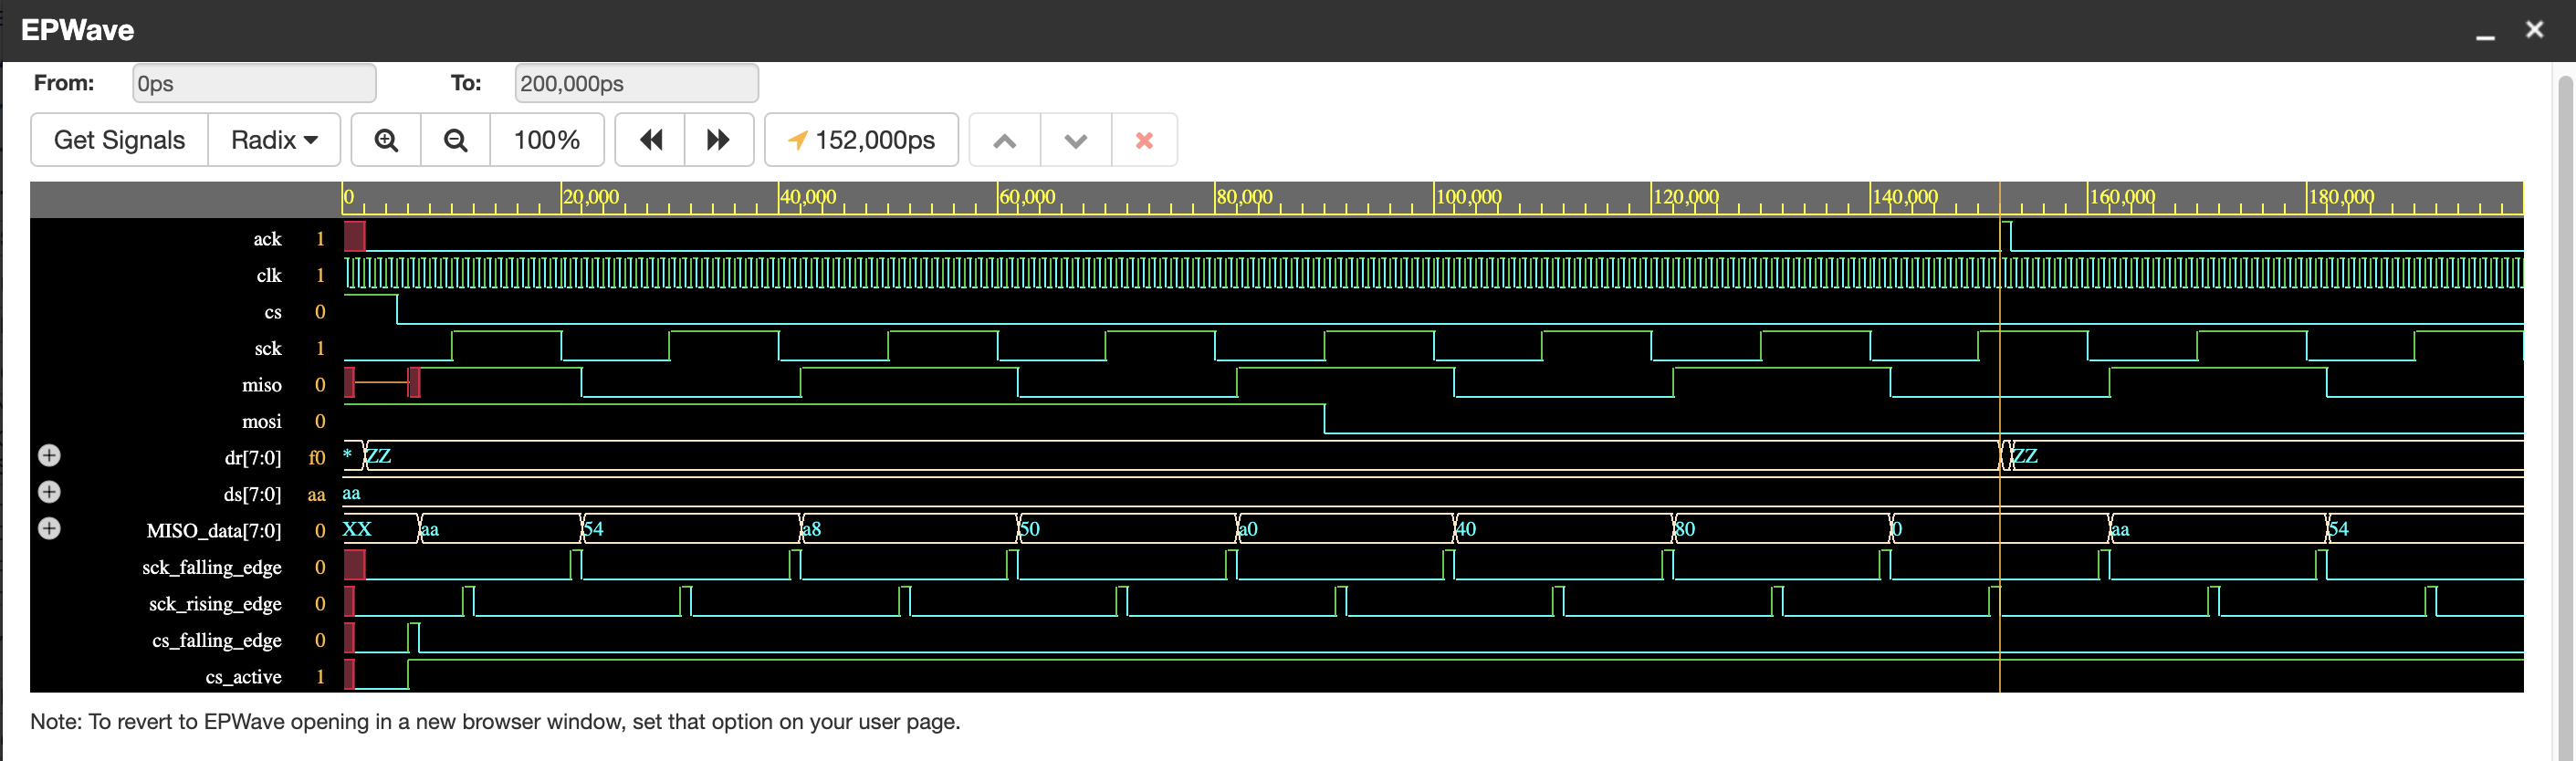 EPWave
From: 0ps To: 200,000ps
Get Signals Radix 100% 152,000ps
0 20,000 40,000 60,000 80,000 100,000 120,000 140,000 160,000 180,000
ack 1
clk 1
cs 0
sck 1
miso 0
mosi 0
dr[7:0] f0 * ZZ ZZ
ds[7:0] aa aa
MISO_data[7:0] 0 XX aa 54 a8 50 a0 40 80 0 aa 54
sck_falling_edge 0
sck_rising_edge 0
cs_falling_edge 0
cs_active 1
Note: To revert to EPWave opening in a new browser window, set that option on your user page.